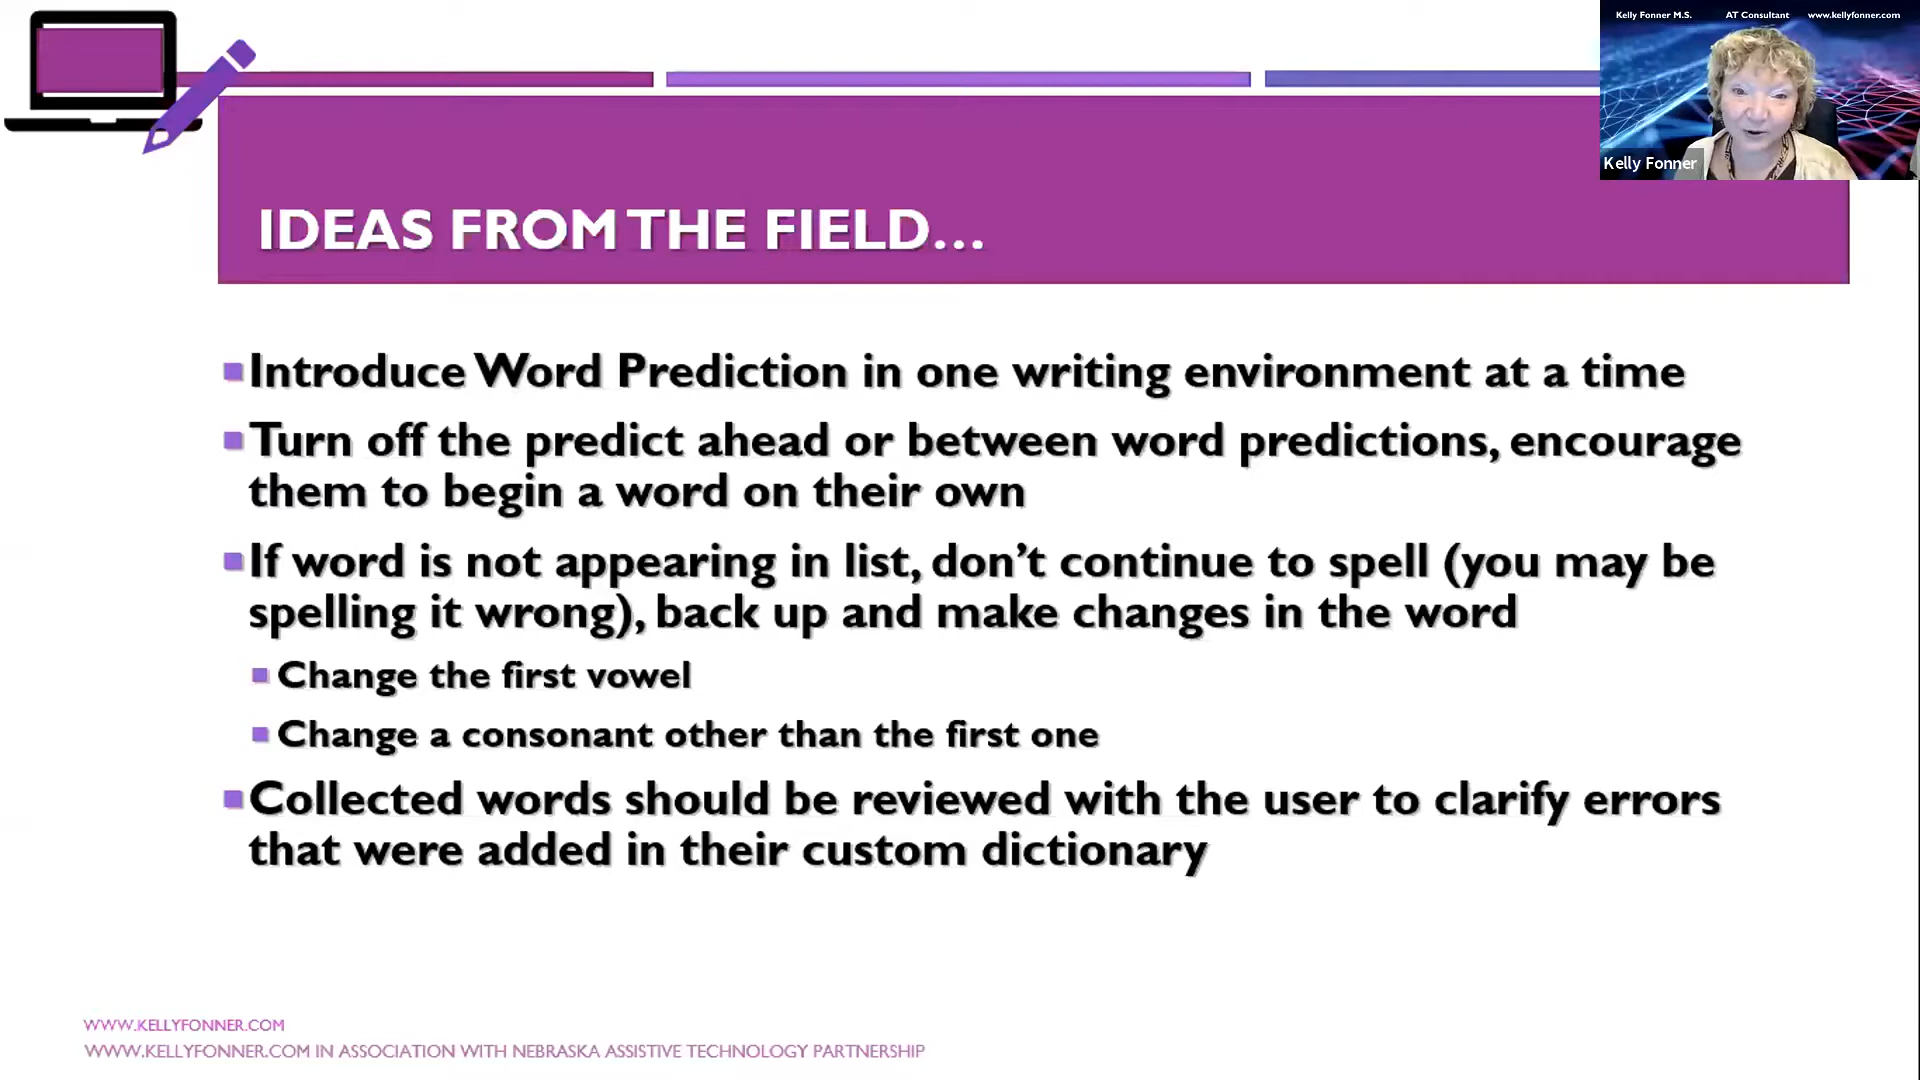 Kelly Fonner M.S. AT Consultant www.kellyfonner.com
Kelly Fonner
IDEAS FROM THE FIELD...
Introduce Word Prediction in one writing environment at a time
Turn off the predict ahead or between word predictions, encourage
them to begin a word on their own
If word is not appearing in list, don’t continue to spell (you may be
spelling it wrong), back up and make changes in the word
Change the first vowel
Change a consonant other than the first one
Collected words should be reviewed with the user to clarify errors
that were added in their custom dictionary
WWW.KELLYFONNER.COM
WWW.KELLYFONNER.COM IN ASSOCIATION WITH NEBRASKA ASSISTIVE TECHNOLOGY PARTNERSHIP